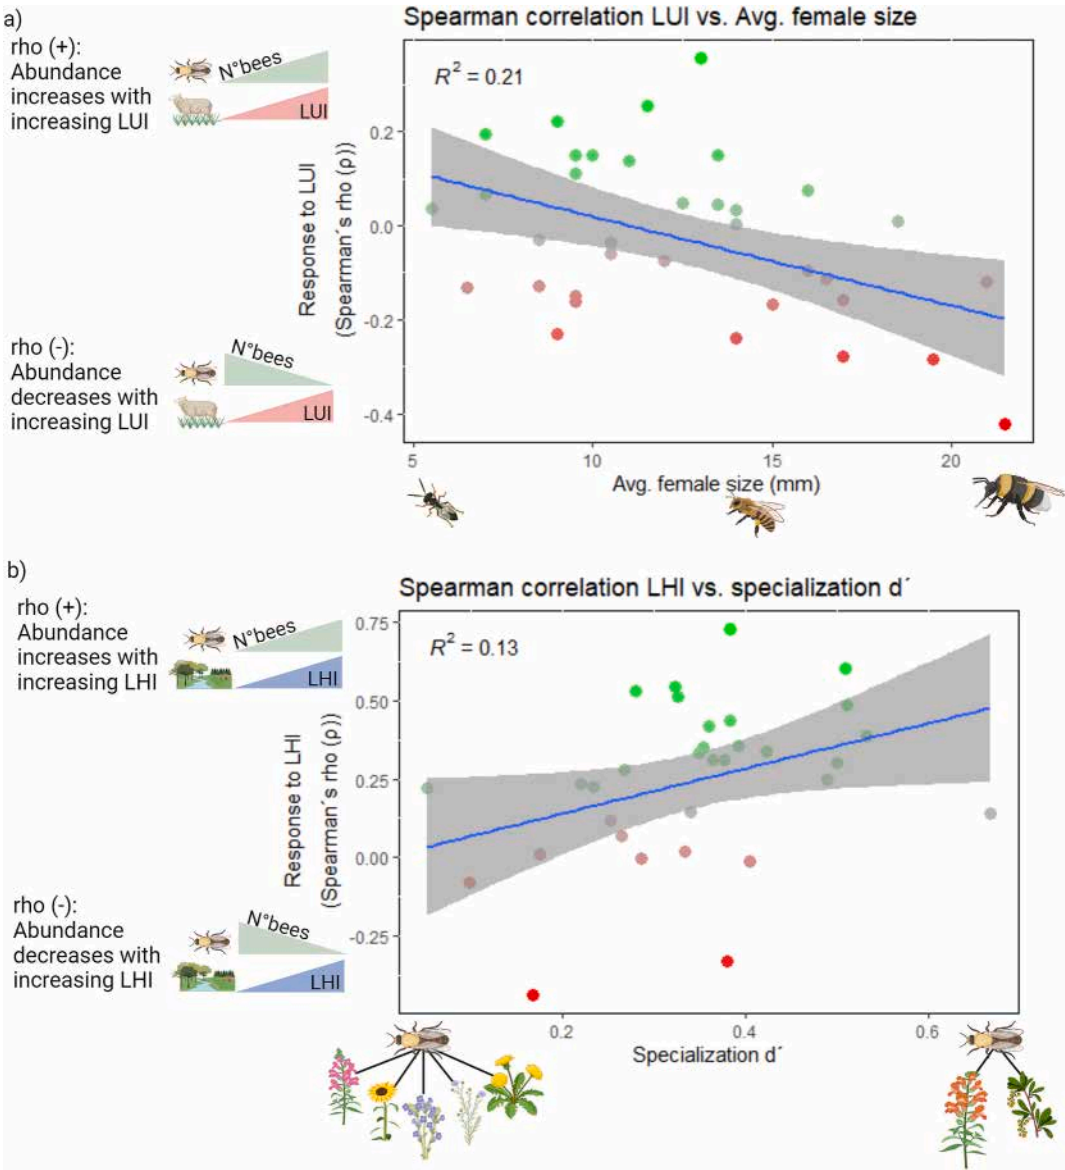 a)
Spearman correlation LUI vs. Avg. female size
rho (+):
Abundance
increases with
increasing LUI
N°bees
LUI
R² = 0.21
Response to LUI
(Spearman´s rho (ρ))
0.2
0.0
-0.2
-0.4
rho (-):
Abundance
decreases with
increasing LUI
N°bees
LUI
5
10
15
20
Avg. female size (mm)
b)
Spearman correlation LHI vs. specialization d´
rho (+):
Abundance
increases with
increasing LHI
N°bees
LHI
R² = 0.13
Response to LHI
(Spearman´s rho (ρ))
0.75
0.50
0.25
0.00
-0.25
rho (-):
Abundance
decreases with
increasing LHI
N°bees
LHI
0.2
0.4
0.6
Specialization d´